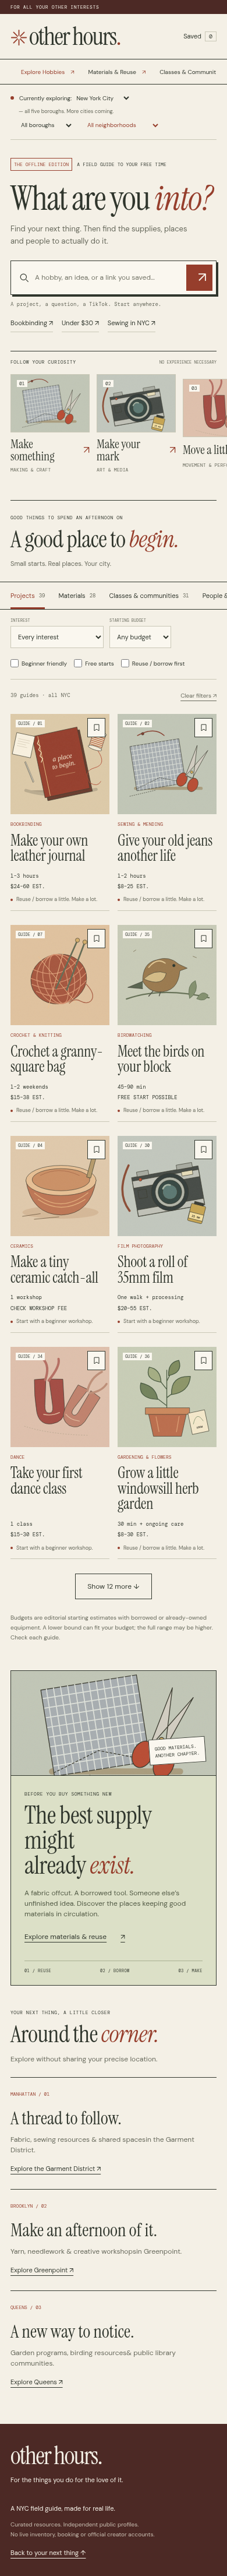 FOR ALL YOUR OTHER INTERESTS
other hours.
Saved 0
Explore Hobbies ↗ Materials & Reuse ↗ Classes & Communit
Currently exploring: New York City
— all five boroughs. More cities coming.
All boroughs All neighborhoods
THE OFFLINE EDITION A FIELD GUIDE TO YOUR FREE TIME
What are you into?
Find your next thing. Then find the supplies, places
and people to actually do it.
A hobby, an idea, or a link you saved...
A project, a question, a TikTok. Start anywhere.
Bookbinding ↗ Under $30 ↗ Sewing in NYC ↗
FOLLOW YOUR CURIOSITY NO EXPERIENCE NECESSARY
01
Make something ↗
MAKING & CRAFT
02
Make your mark ↗
ART & MEDIA
03
Move a littl
MOVEMENT & PERF
GOOD THINGS TO SPEND AN AFTERNOON ON
A good place to begin.
Small starts. Real places. Your city.
Projects 39 Materials 28 Classes & communities 31 People &
INTEREST STARTING BUDGET
Every interest Any budget
Beginner friendly Free starts Reuse / borrow first
39 guides · all NYC Clear filters ↗
GUIDE / 01
a place to begin.
BOOKBINDING
Make your own
leather journal
1–3 hours
$24–60 EST.
Reuse / borrow a little. Make a lot.
GUIDE / 02
SEWING & MENDING
Give your old jeans
another life
1–2 hours
$8–25 EST.
Reuse / borrow a little. Make a lot.
GUIDE / 07
CROCHET & KNITTING
Crochet a granny-
square bag
1–2 weekends
$15–38 EST.
Reuse / borrow a little. Make a lot.
BIRDWATCHING
Meet the birds on
your block
45–90 min
FREE START POSSIBLE
Reuse / borrow a little. Make a lot.
GUIDE / 04
CERAMICS
Make a tiny
ceramic catch-all
1 workshop
CHECK WORKSHOP FEE
Start with a beginner workshop.
FILM PHOTOGRAPHY
Shoot a roll of
35mm film
One walk + processing
$20–55 EST.
Start with a beginner workshop.
GUIDE / 34
DANCE
Take your first
dance class
1 class
$15–30 EST.
Start with a beginner workshop.
GUIDE / 36
GARDENING & FLOWERS
Grow a little
windowsill herb
garden
30 min + ongoing care
$8–30 EST.
Reuse / borrow a little. Make a lot.
Show 12 more ↓
Budgets are editorial starting estimates with borrowed or already-owned
equipment. A lower bound can fit your budget; the full range may be higher.
Check each guide.
GOOD MATERIALS.
ANOTHER CHAPTER.
BEFORE YOU BUY SOMETHING NEW
The best supply
might
already exist.
A fabric offcut. A borrowed tool. Someone else's
unfinished idea. Discover the places keeping good
materials in circulation.
Explore materials & reuse ↗
01 / REUSE 02 / BORROW 03 / MAKE
YOUR NEXT THING, A LITTLE CLOSER
Around the corner.
Explore without sharing your precise location.
MANHATTAN / 01
A thread to follow.
Fabric, sewing resources & shared spacesin the Garment
District.
Explore the Garment District ↗
BROOKLYN / 02
Make an afternoon of it.
Yarn, needlework & creative workshopsin Greenpoint.
Explore Greenpoint ↗
QUEENS / 03
A new way to notice.
Garden programs, birding resources& public library
communities.
Explore Queens ↗
other hours.
For the things you do for the love of it.
A NYC field guide, made for real life.
Curated resources. Independent public profiles.
No live inventory, booking or official creator accounts.
Back to your next thing ↑